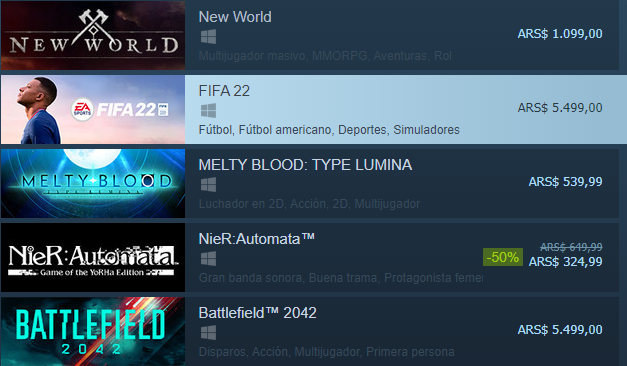 NEW WORLD
New World
ARS$ 1.099,00
Multijugador masivo, MMORPG, Aventuras, Rol
EA SPORTS FIFA 22
FIFA 22
ARS$ 5.499,00
Fútbol, Fútbol americano, Deportes, Simuladores
MELTY BLOOD
TYPE LUMINA
MELTY BLOOD: TYPE LUMINA
ARS$ 539,99
Luchador en 2D, Acción, 2D, Multijugador
NieR:Automata
Game of the YoRHa Edition
NieR:Automata™
-50%
ARS$ 649,99
ARS$ 324,99
Gran banda sonora, Buena trama, Protagonista feme
BATTLEFIELD
2042
Battlefield™ 2042
ARS$ 5.499,00
Disparos, Acción, Multijugador, Primera persona